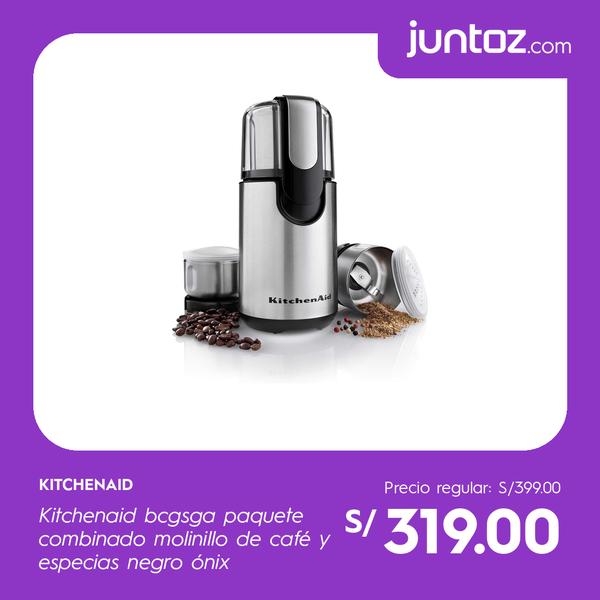 juntoz.com
KitchenAid
KITCHENAID
Kitchenaid bcgsga paquete
combinado molinillo de café y
especias negro ónix
Precio regular: S/399.00
S/ 319.00